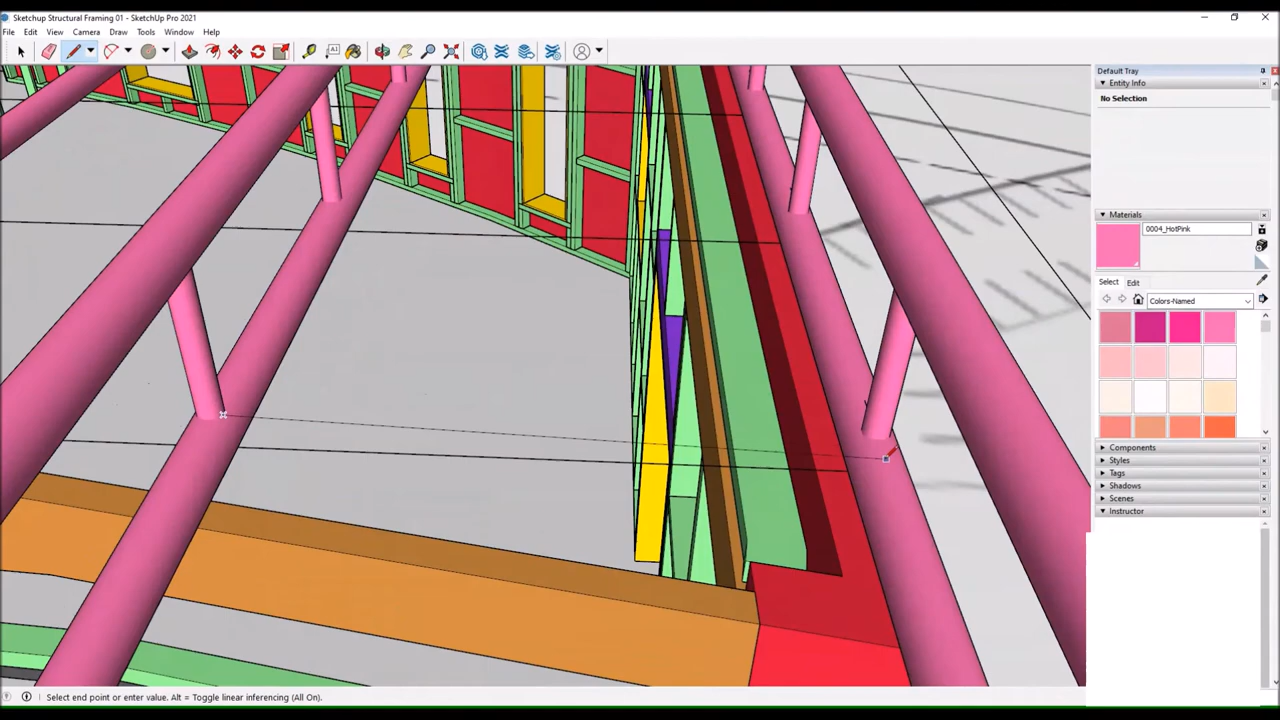 Sketchup Structural Framing 01 - SketchUp Pro 2021
File Edit View Camera Draw Tools Window Help
Default Tray
Entity Info
No Selection
Materials
0004_HotPink
Select Edit
Colors-Named
Components
Styles
Tags
Shadows
Scenes
Instructor
Select end point or enter value. Alt = Toggle linear inferencing (All On).